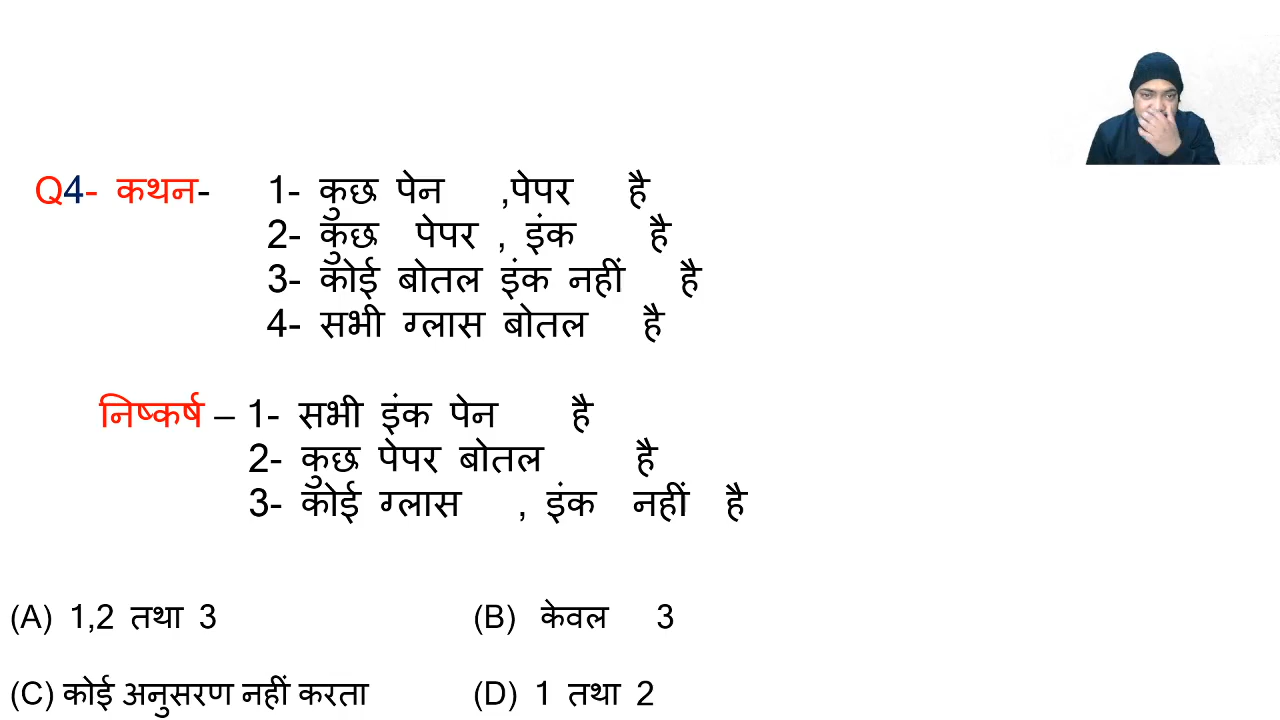 Q4- कथन- 1- कुछ पेन ,पेपर है
2- कुछ पेपर , इंक है
3- कोई बोतल इंक नहीं है
4- सभी ग्लास बोतल है
निष्कर्ष – 1- सभी इंक पेन है
2- कुछ पेपर बोतल है
3- कोई ग्लास , इंक नहीं है
(A) 1,2 तथा 3 (B) केवल 3
(C) कोई अनुसरण नहीं करता (D) 1 तथा 2